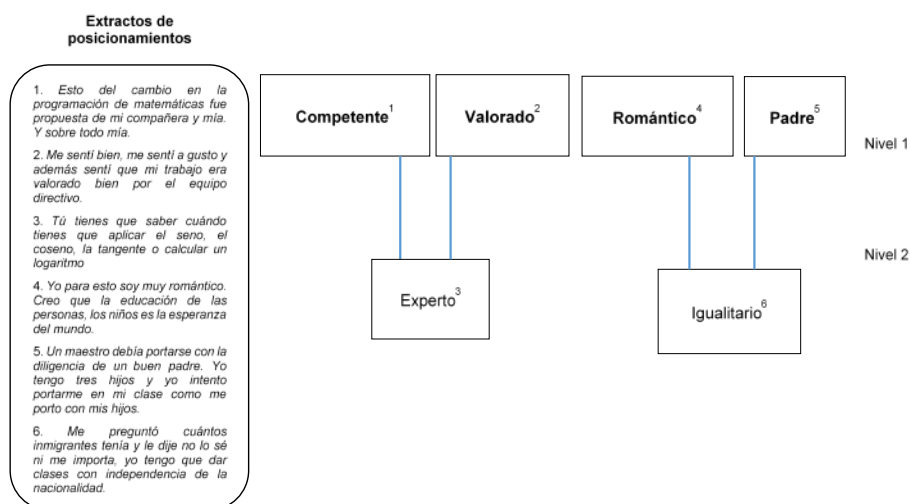 Extractos de
posicionamientos
1. Esto del cambio en la
programación de matemáticas fue
propuesta de mi compañera y mía.
Y sobre todo mía.
2. Me sentí bien, me sentí a gusto y
además sentí que mi trabajo era
valorado bien por el equipo
directivo.
3. Tú tienes que saber cuándo
tienes que aplicar el seno, el
coseno, la tangente o calcular un
logaritmo
4. Yo para esto soy muy romántico.
Creo que la educación de las
personas, los niños es la esperanza
del mundo.
5. Un maestro debía portarse con la
diligencia de un buen padre. Yo
tengo tres hijos y yo intento
portarme en mi clase como me
porto con mis hijos.
6. Me preguntó cuántos
inmigrantes tenía y le dije no lo sé
ni me importa, yo tengo que dar
clases con independencia de la
nacionalidad.
Competente1
Valorado2
Romántico4
Padre5
Nivel 1
Nivel 2
Experto3
Igualitario6